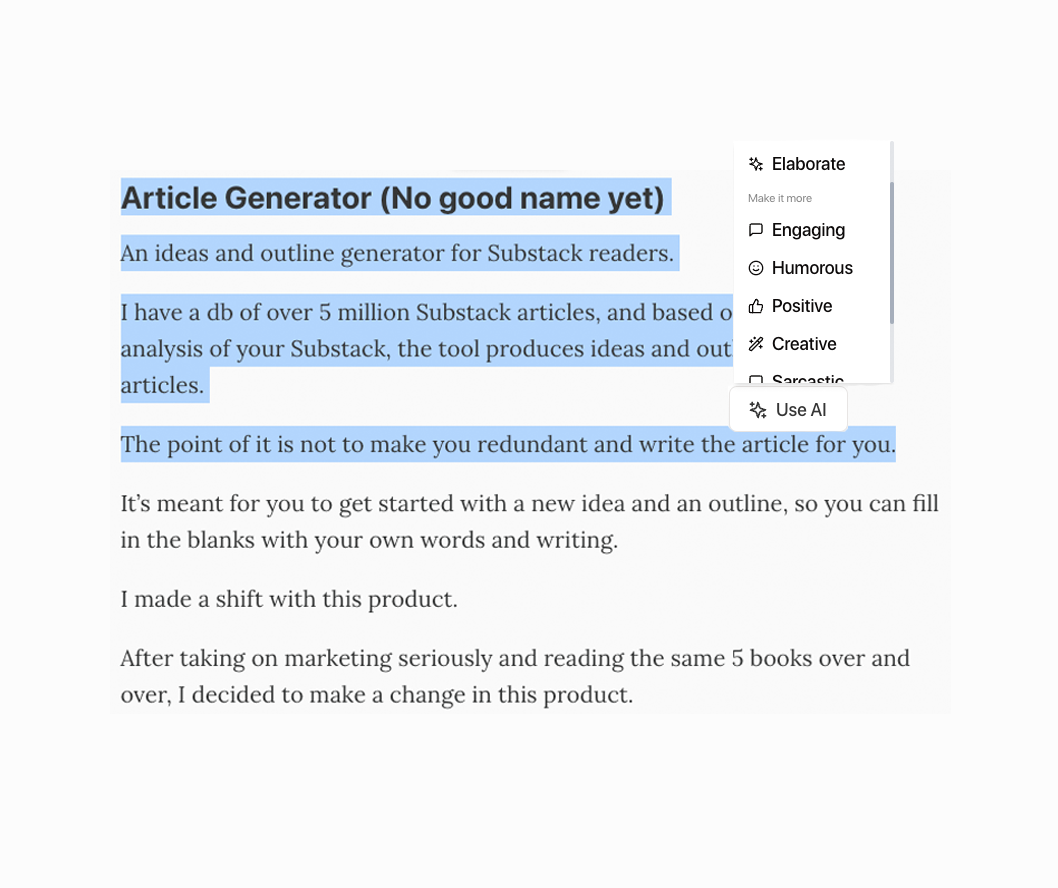 Article Generator (No good name yet)
An ideas and outline generator for Substack readers.
I have a db of over 5 million Substack articles, and based
analysis of your Substack, the tool produces ideas and
articles.
The point of it is not to make you redundant and write the article for you.
It’s meant for you to get started with a new idea and an outline, so you can fill
in the blanks with your own words and writing.
I made a shift with this product.
After taking on marketing seriously and reading the same 5 books over and
over, I decided to make a change in this product.
Elaborate
Make it more
Engaging
Humorous
Positive
Creative
Sarcastic
Use AI